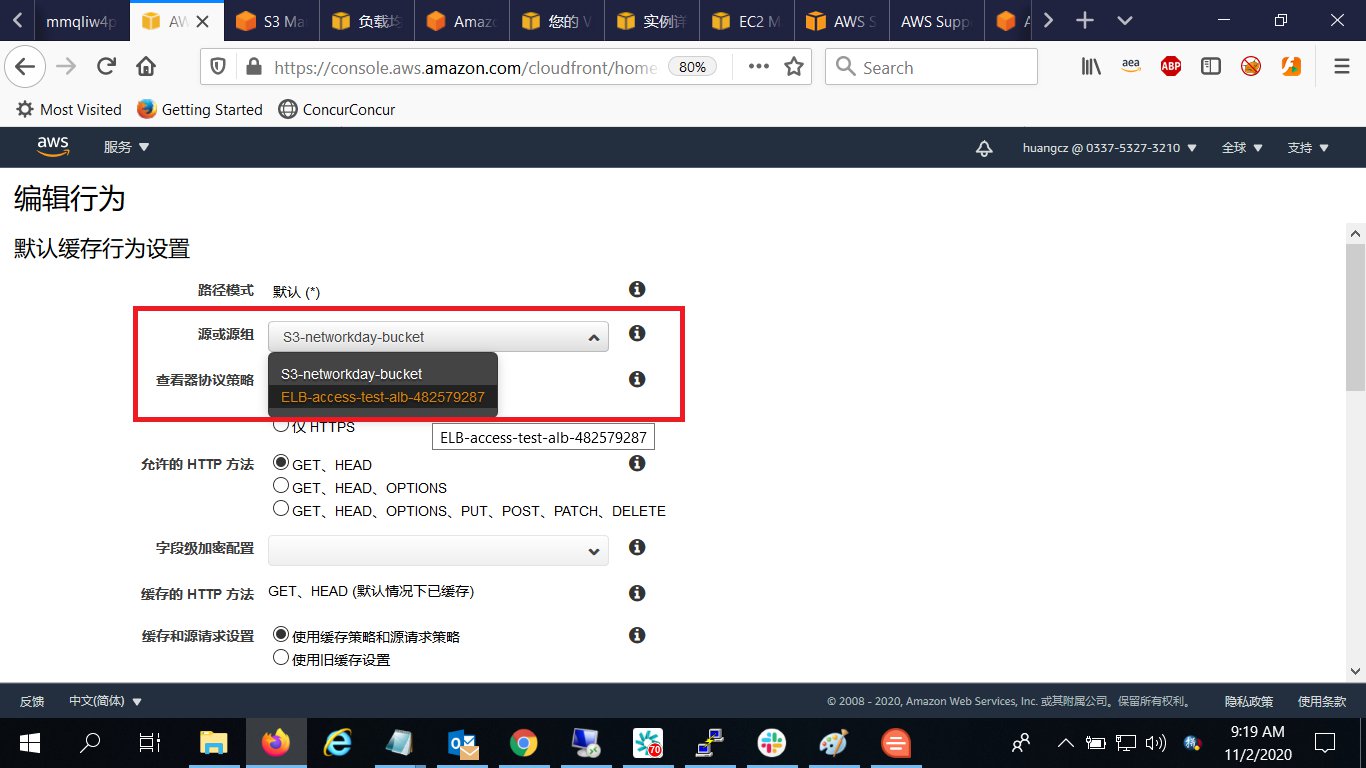 mmqliw4p
AW
S3 Ma
负载均
Amazo
您的 V
实例详
EC2 M
AWS S
AWS Supp
https://console.aws.amazon.com/cloudfront/home
80%
Search
aea
ABP
Most Visited
Getting Started
ConcurConcur
aws
服务
huangcz @ 0337-5327-3210
全球
支持
编辑行为
默认缓存行为设置
路径模式
默认 (*)
源或源组
S3-networkday-bucket
S3-networkday-bucket
查看器协议策略
ELB-access-test-alb-482579287
仅 HTTPS
ELB-access-test-alb-482579287
允许的 HTTP 方法
GET、HEAD
GET、HEAD、OPTIONS
GET、HEAD、OPTIONS、PUT、POST、PATCH、DELETE
字段级加密配置
缓存的 HTTP 方法
GET、HEAD (默认情况下已缓存)
缓存和源请求设置
使用缓存策略和源请求策略
使用旧缓存设置
反馈
中文(简体)
© 2008 - 2020, Amazon Web Services, Inc. 或其附属公司。保留所有权利。
隐私政策
使用条款
70
9:19 AM
11/2/2020